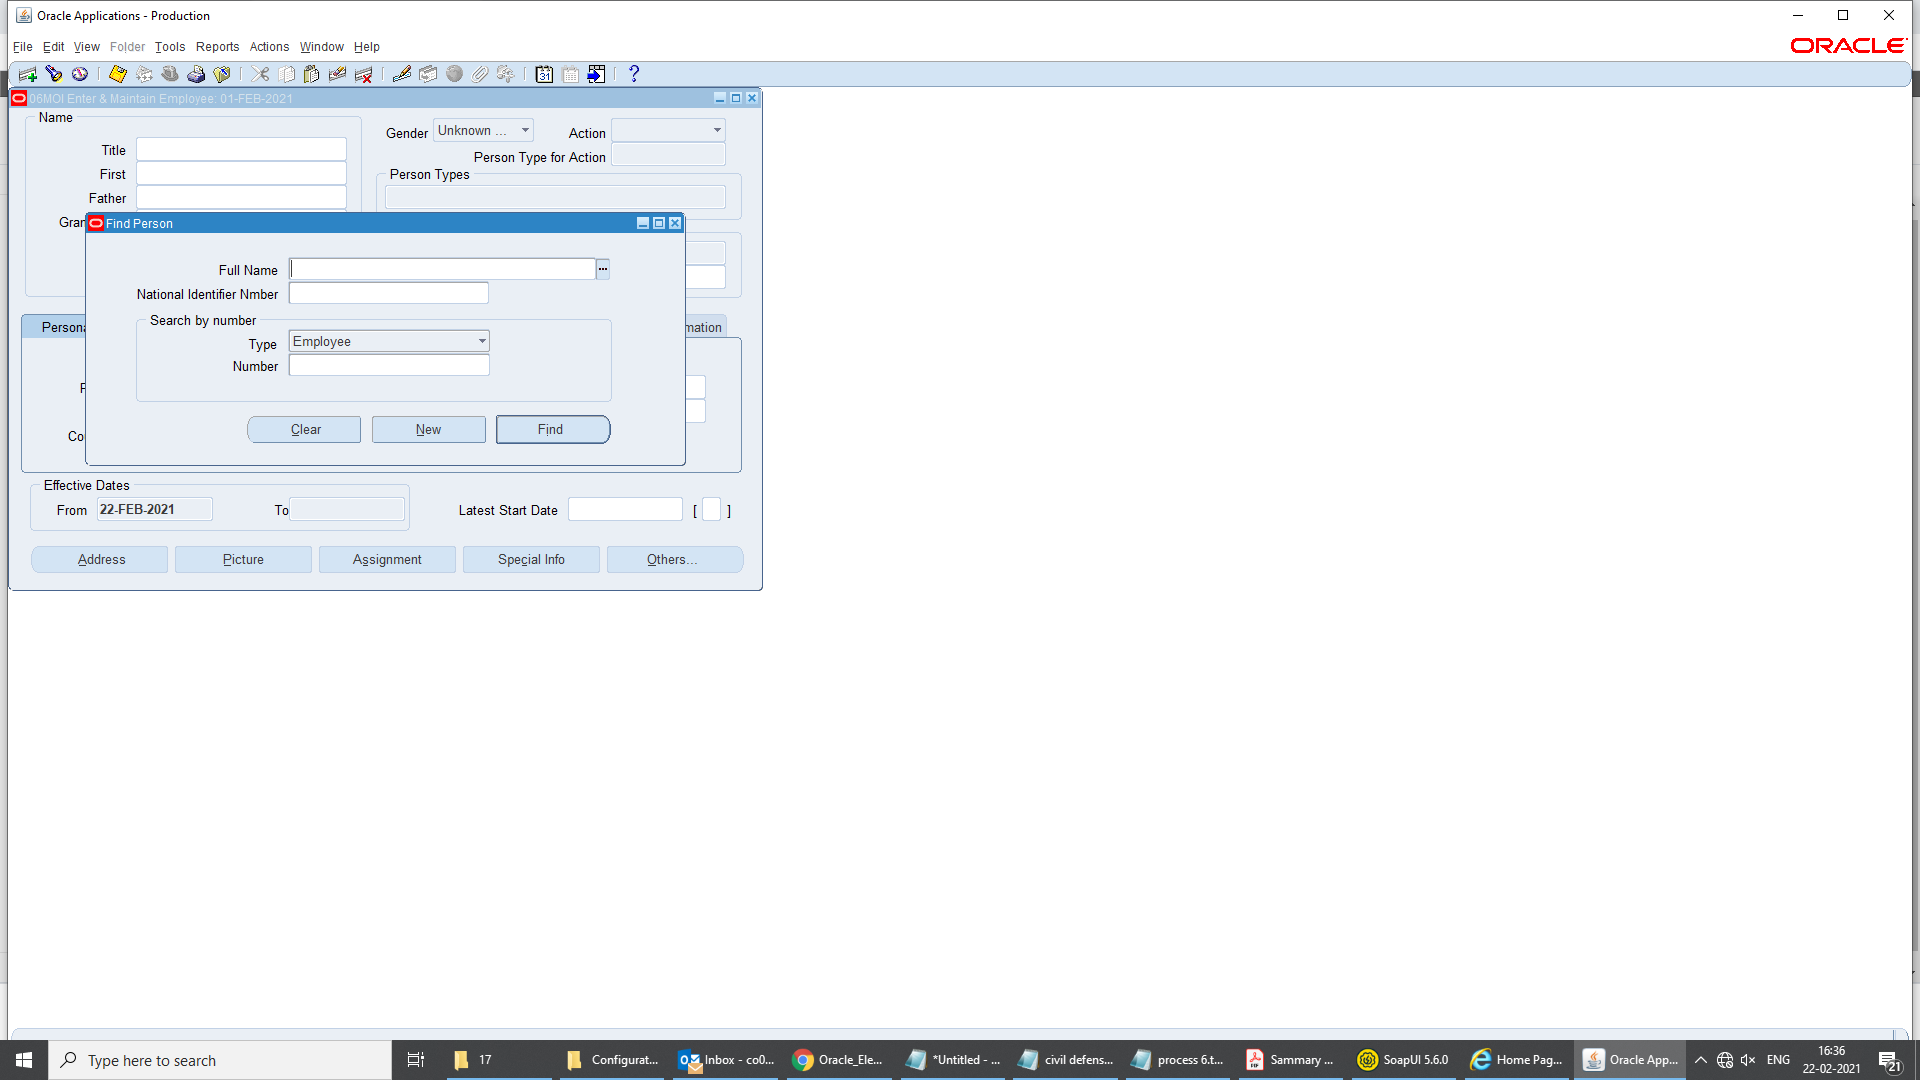 Oracle Applications - Production
File Edit View Folder Tools Reports Actions Window Help
ORACLE
06MOI Enter & Maintain Employee: 01-FEB-2021
Name
Gender Unknown ... Action
Title
Person Type for Action
First
Person Types
Father
Gran
Find Person
Full Name
...
National Identifier Nmber
Search by number
Persona
mation
Type Employee
Number
Co
Clear New Find
Effective Dates
From 22-FEB-2021 To Latest Start Date [ ]
Address Picture Assignment Special Info Others...
Type here to search
17
Configurat...
Inbox - co0...
Oracle_Ele...
*Untitled - ...
civil defens...
process 6.t...
Sammary ...
SoapUI 5.6.0
Home Pag...
Oracle App...
ENG
16:36
22-02-2021
21